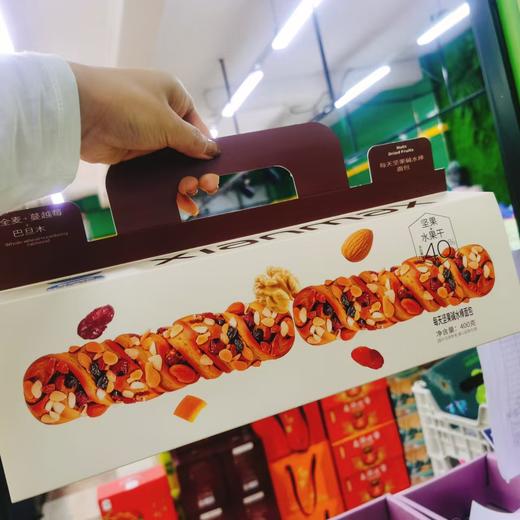 Nuts
Dried Fruits
每天坚果碱水棒
面包
全麦·蔓越莓
巴旦木
xianmax
坚果
水果干
40%
每天坚果碱水棒面包
净含量：400克